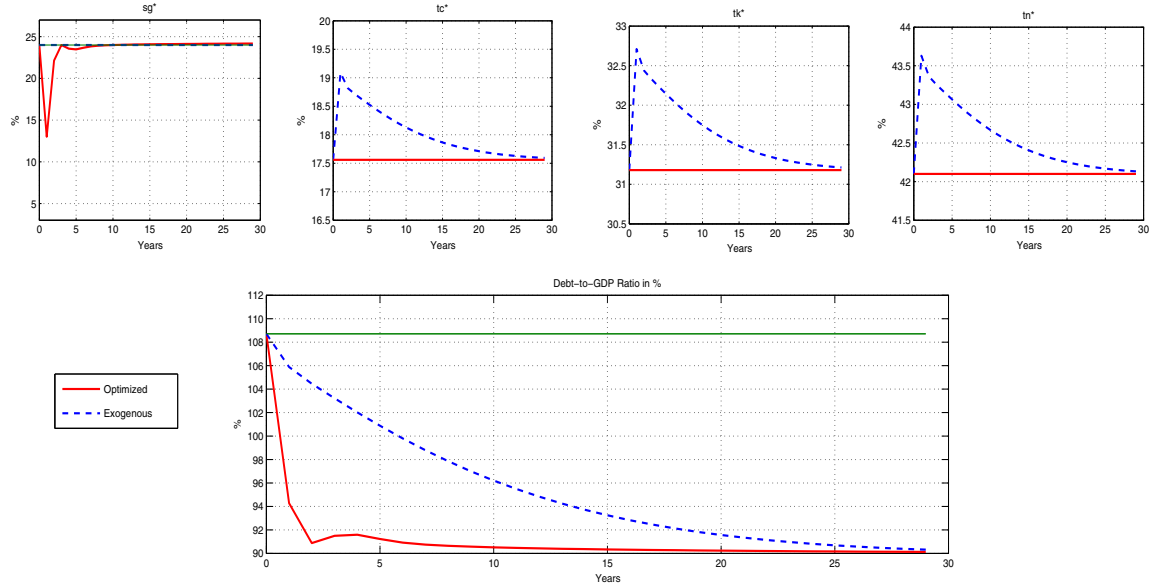 sg*
25
20
15
10
5
%
0 5 10 15 20 25 30
Years
tc*
20
19.5
19
18.5
18
17.5
17
16.5
%
0 5 10 15 20 25 30
Years
tk*
33
32.5
32
31.5
31
30.5
%
0 5 10 15 20 25 30
Years
tn*
44
43.5
43
42.5
42
41.5
%
0 5 10 15 20 25 30
Years
Optimized
Exogenous
Debt−to−GDP Ratio in %
112
110
108
106
104
102
100
98
96
94
92
90
%
0 5 10 15 20 25 30
Years